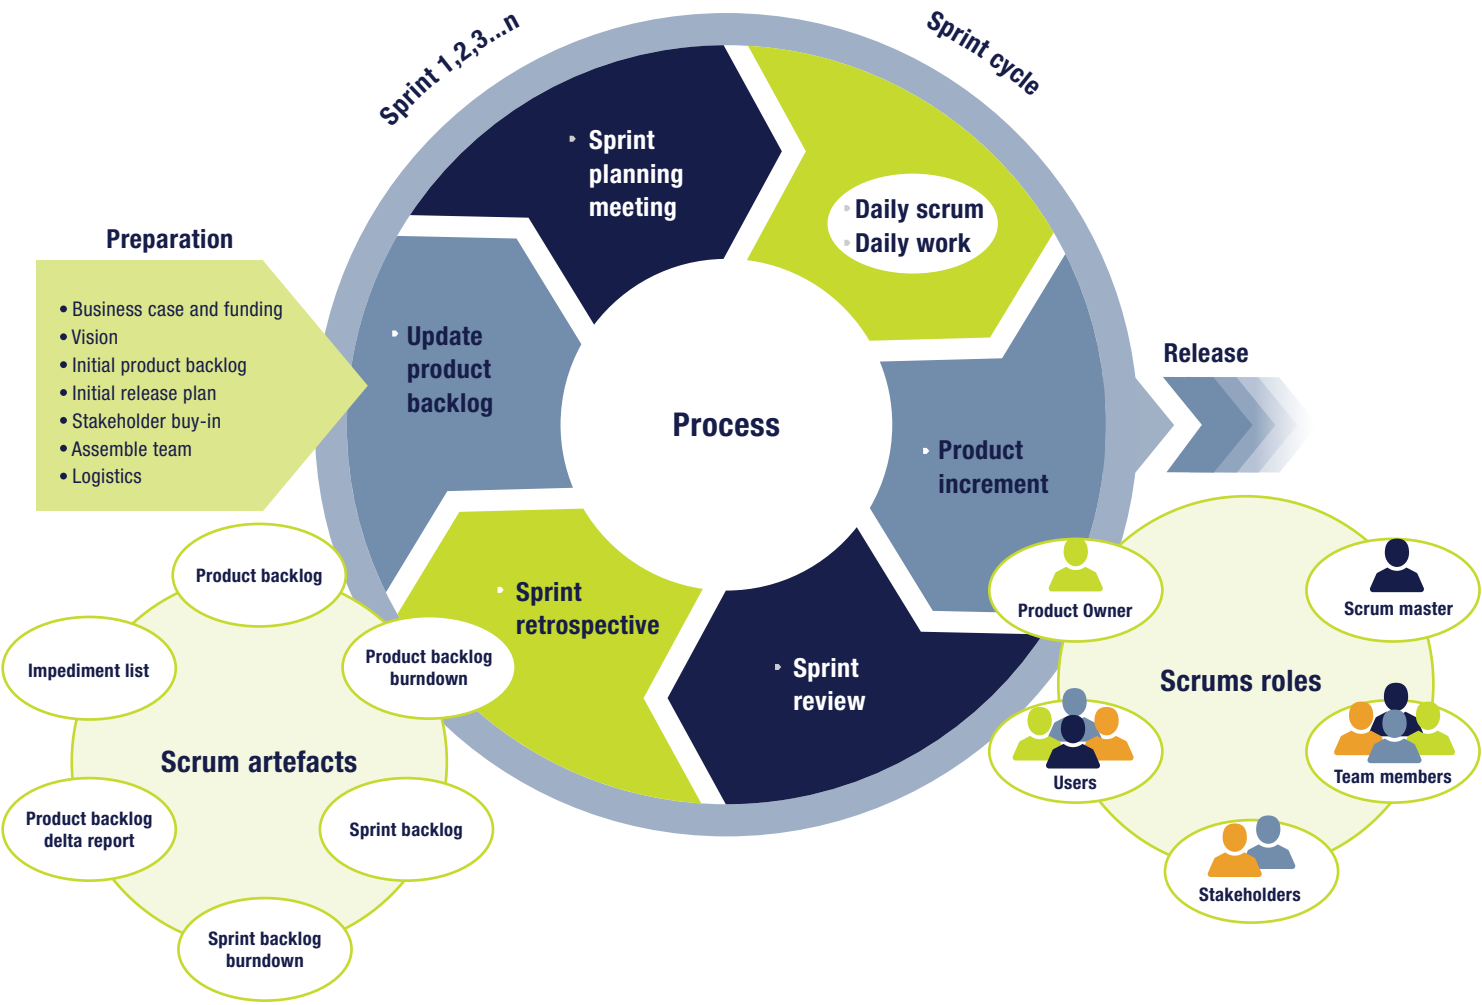 Sprint 1,2,3...n
Sprint cycle
Sprint
planning
meeting
Daily scrum
Daily work
Preparation
• Business case and funding
• Vision
• Initial product backlog
• Initial release plan
• Stakeholder buy-in
• Assemble team
• Logistics
Update
product
backlog
Process
Release
Product
increment
Sprint
retrospective
Sprint
review
Product backlog
Impediment list
Product backlog
burndown
Scrum artefacts
Product backlog
delta report
Sprint backlog
Sprint backlog
burndown
Product Owner
Scrum master
Scrums roles
Users
Team members
Stakeholders